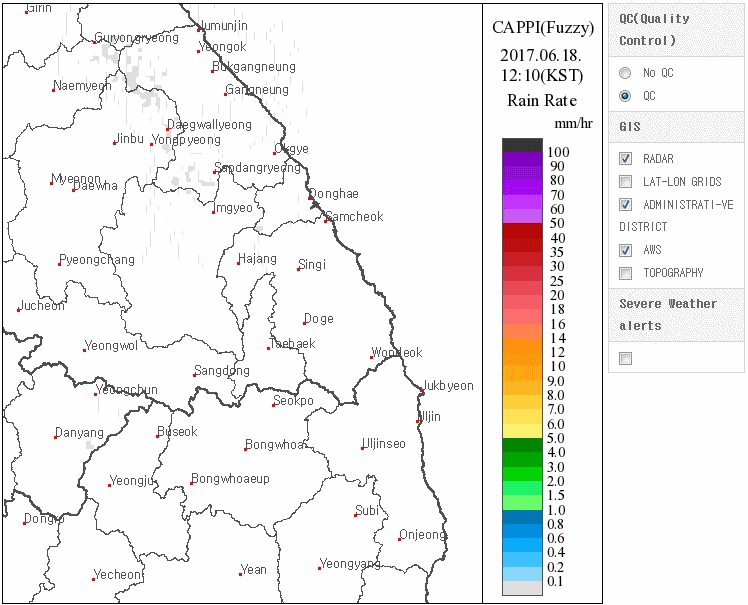 Girin
Jumunjin
Guryongryeong
Yeongok
Bukgangneung
Naemyeon
Gangneung
Daegwallyeong
Jinbu
Yongpyeong
Okgye
Sapdangryeong
Myeonon
Daewha
Donghae
Imgyeo
Samcheok
Pyeongchang
Hajang
Singi
Jucheon
Doge
Yeongwol
Taebaek
Wondeok
Sangdong
Yeongchun
Jukbyeon
Seokpo
Uljin
Danyang
Buseok
Bongwhoa
Uljinseo
Yeongju
Bongwhoaeup
Subi
Dongro
Onjeong
Yecheon
Yean
Yeongyang
CAPPI(Fuzzy)
2017.06.18.
12:10(KST)
Rain Rate
mm/hr
100
90
80
70
60
50
40
35
30
25
20
18
16
14
12
10
9.0
8.0
7.0
6.0
5.0
4.0
3.0
2.0
1.5
1.0
0.8
0.6
0.4
0.2
0.1
QC(Quality
Control)
No QC
QC
GIS
RADAR
LAT-LON GRIDS
ADMINISTRATI-VE
DISTRICT
AWS
TOPOGRAPHY
Severe Weather
alerts